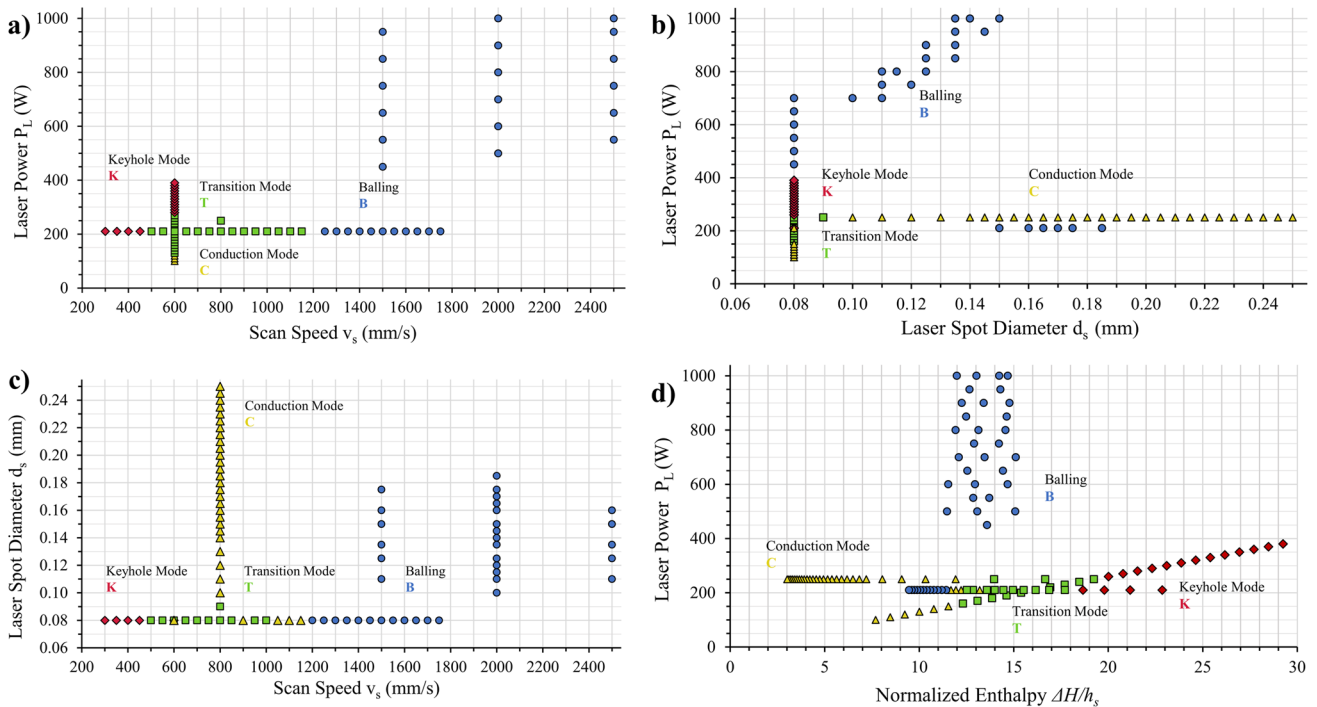 a)
Laser Power P_L (W)
1000
800
600
400
200
0
Keyhole Mode
K
Transition Mode
T
Balling
B
Conduction Mode
C
200 400 600 800 1000 1200 1400 1600 1800 2000 2200 2400
Scan Speed v_s (mm/s)
b)
Laser Power P_L (W)
1000
800
600
400
200
0
Balling
B
Keyhole Mode
K
Conduction Mode
C
Transition Mode
T
0.06 0.08 0.10 0.12 0.14 0.16 0.18 0.20 0.22 0.24
Laser Spot Diameter d_s (mm)
c)
Laser Spot Diameter d_s (mm)
0.24
0.22
0.20
0.18
0.16
0.14
0.12
0.10
0.08
0.06
Conduction Mode
C
Keyhole Mode
K
Transition Mode
T
Balling
B
200 400 600 800 1000 1200 1400 1600 1800 2000 2200 2400
Scan Speed v_s (mm/s)
d)
Laser Power P_L (W)
1000
800
600
400
200
0
Balling
B
Conduction Mode
C
Keyhole Mode
K
Transition Mode
T
0 5 10 15 20 25 30
Normalized Enthalpy ΔH/h_s